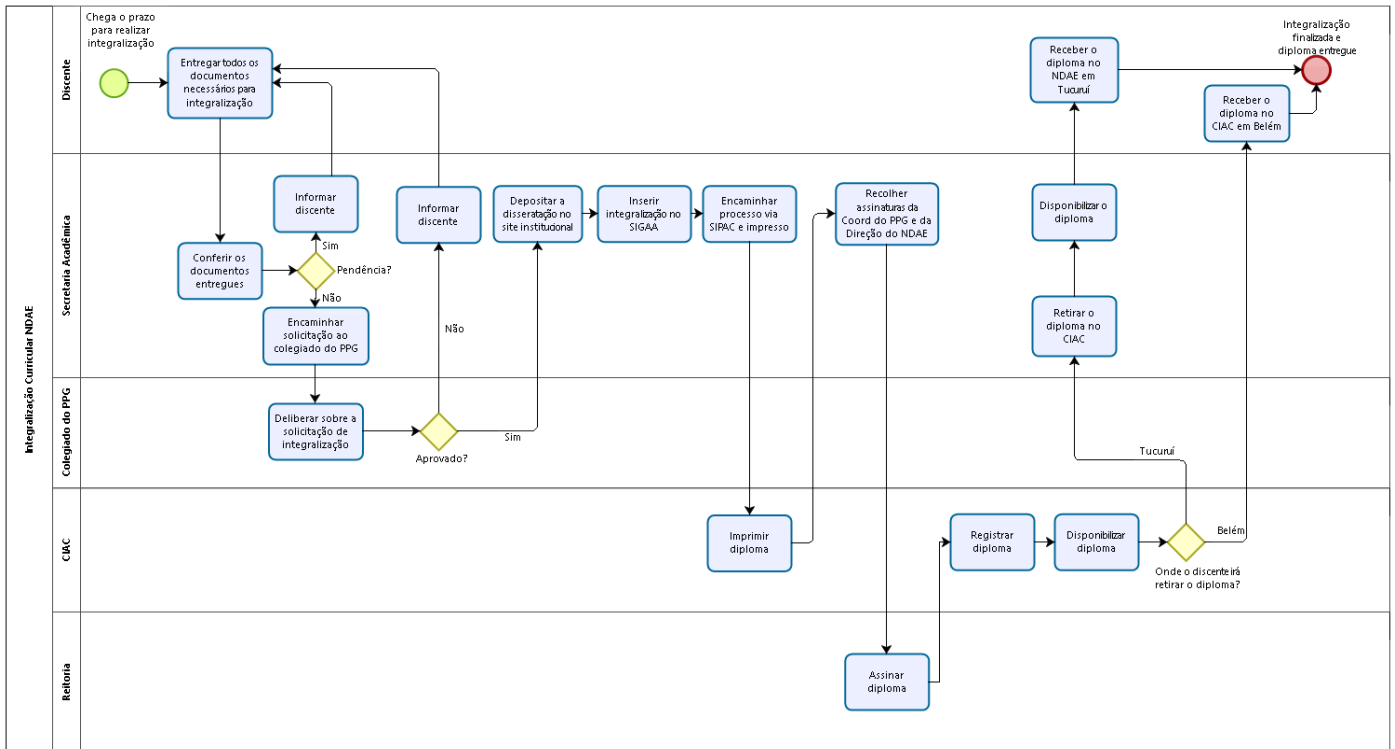 Integralização Curricular NDAE
Discente
Chega o prazo
para realizar
integralização
Entregar todos os
documentos
necessários para
integralização
Receber o
diploma no
NDAE em
Tucuruí
Integralização
finalizada e
diploma entregue
Receber o
diploma no
CIAC em Belém
Secretaria Acadêmica
Conferir os
documentos
entregues
Informar
discente
Sim
Pendência?
Não
Encaminhar
solicitação ao
colegiado do PPG
Informar
discente
Não
Depositar a
dissertação no
site institucional
Inserir
integralização no
SIGAA
Encaminhar
processo via
SIPAC e impresso
Recolher
assinaturas da
Coord do PPG e da
Direção do NDAE
Disponibilizar o
diploma
Retirar o
diploma no
CIAC
Colegiado do PPG
Deliberar sobre a
solicitação de
integralização
Aprovado?
Sim
Tucuruí
CIAC
Imprimir
diploma
Registrar
diploma
Disponibilizar
diploma
Belém
Onde o discente irá
retirar o diploma?
Reitoria
Assinar
diploma